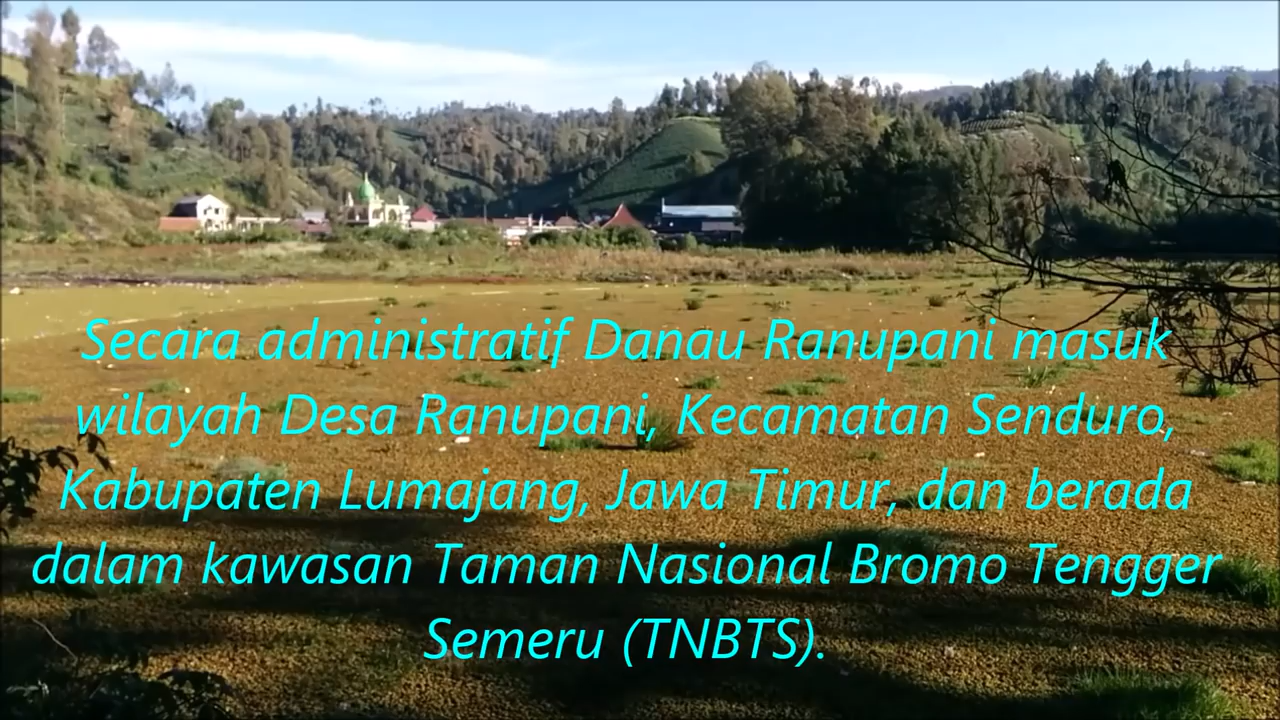 Secara administratif Danau Ranupani masuk
wilayah Desa Ranupani, Kecamatan Senduro,
Kabupaten Lumajang, Jawa Timur, dan berada
dalam kawasan Taman Nasional Bromo Tengger
Semeru (TNBTS).